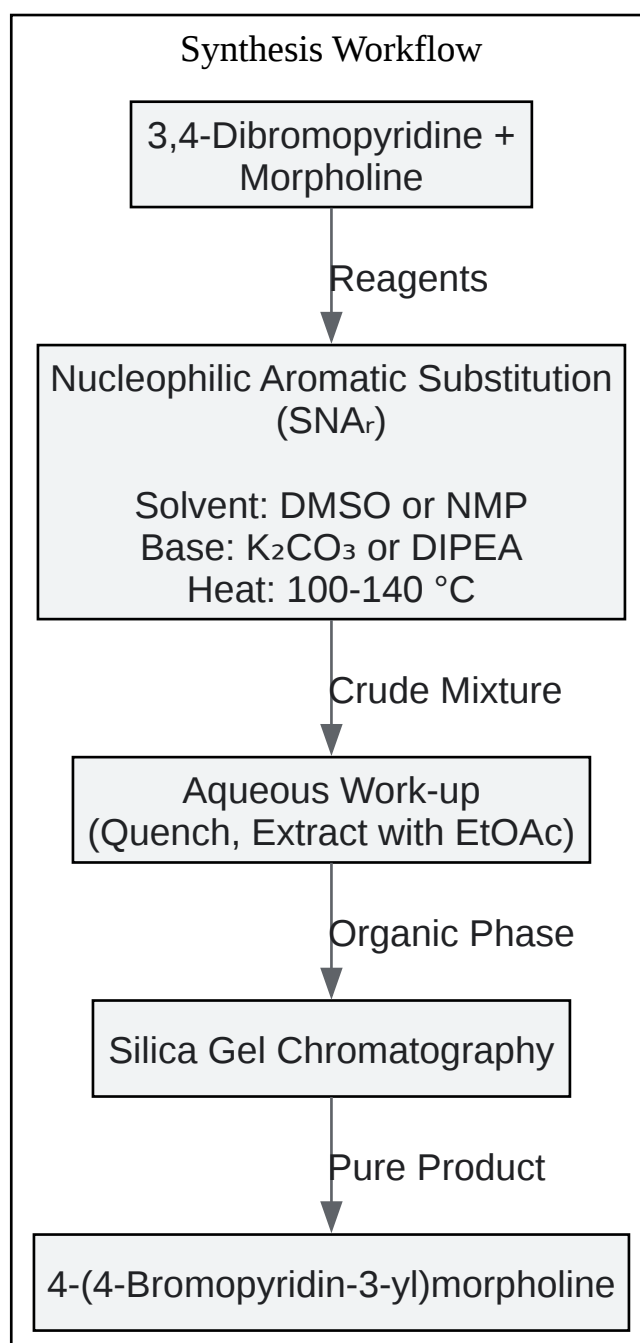 Synthesis Workflow
3,4-Dibromopyridine +
Morpholine
Reagents
Nucleophilic Aromatic Substitution
(SNAᵣ)
Solvent: DMSO or NMP
Base: K₂CO₃ or DIPEA
Heat: 100-140 °C
Crude Mixture
Aqueous Work-up
(Quench, Extract with EtOAc)
Organic Phase
Silica Gel Chromatography
Pure Product
4-(4-Bromopyridin-3-yl)morpholine